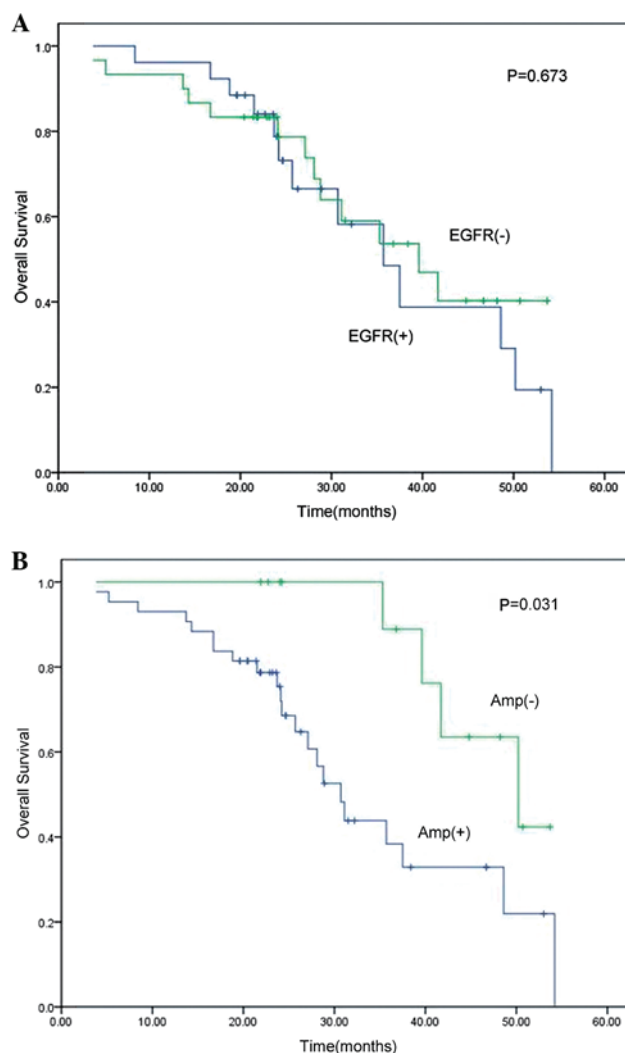 A
P=0.673
1.0
0.8
0.6
0.4
0.2
0.0
Overall Survival
EGFR(-)
EGFR(+)
0.00 10.00 20.00 30.00 40.00 50.00 60.00
Time(months)
B
P=0.031
1.0
0.8
0.6
0.4
0.2
0.0
Overall Survival
Amp(-)
Amp(+)
0.00 10.00 20.00 30.00 40.00 50.00 60.00
Time(months)